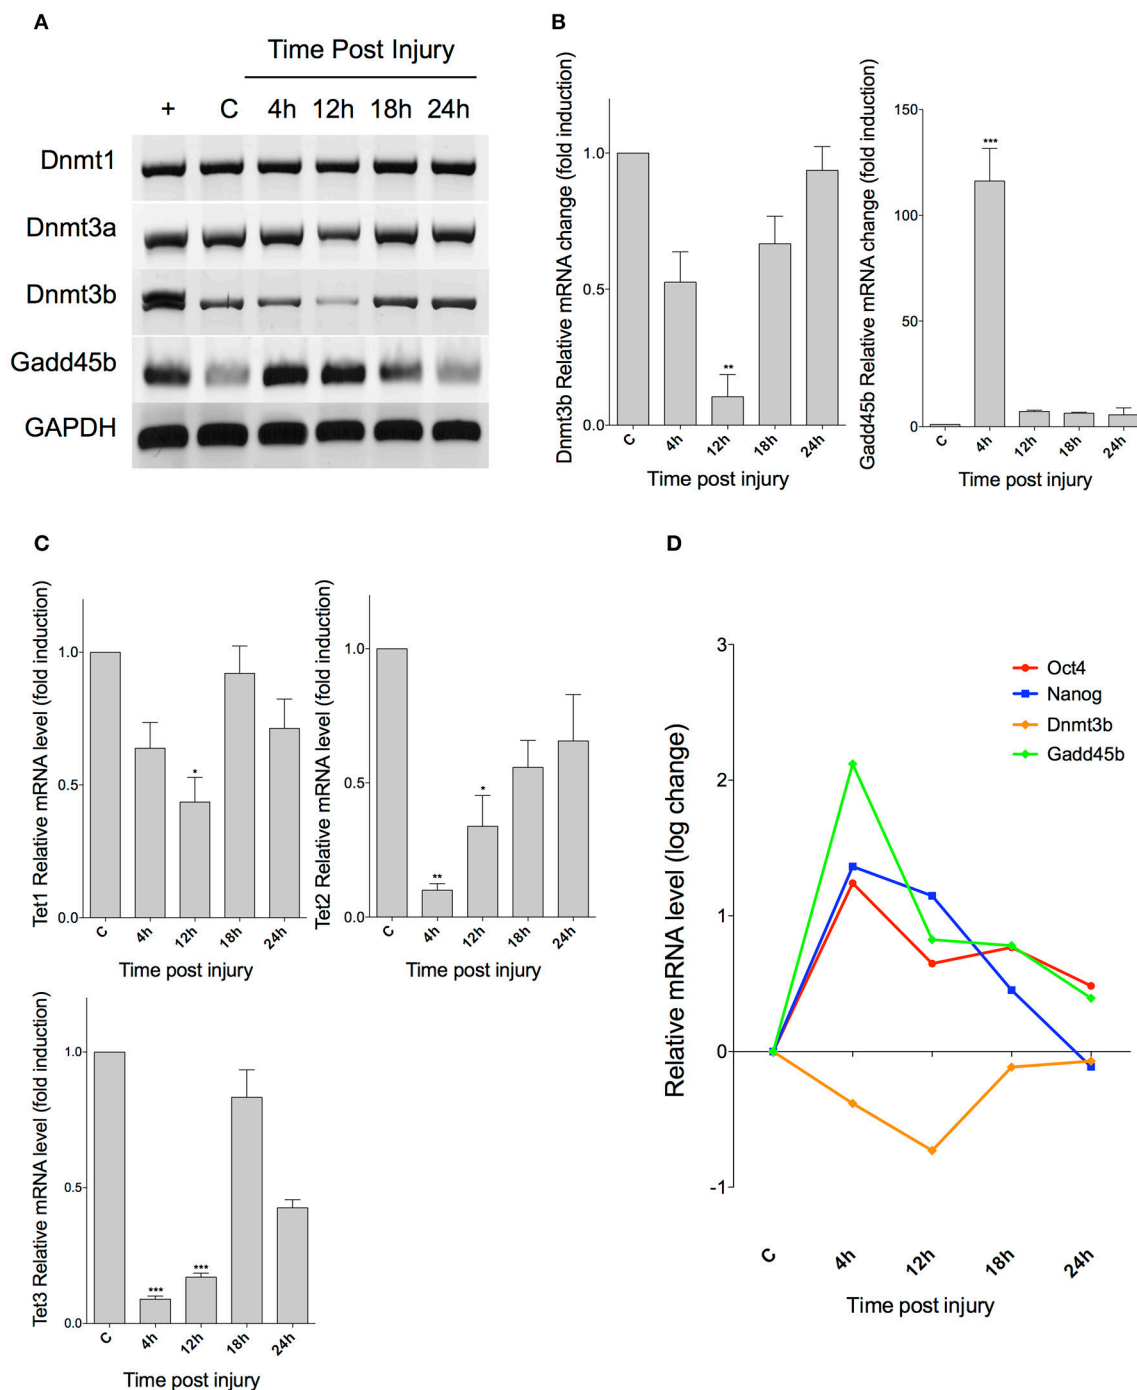 A
Time Post Injury
+ C 4h 12h 18h 24h
Dnmt1
Dnmt3a
Dnmt3b
Gadd45b
GAPDH
B
Dnmt3b Relative mRNA change (fold induction)
1.0
0.5
0.0
**
C 4h 12h 18h 24h
Time post injury
Gadd45b Relative mRNA change (fold induction)
150
100
50
0
***
C 4h 12h 18h 24h
Time post injury
C
Tet1 Relative mRNA level (fold induction)
1.0
0.5
0.0
*
C 4h 12h 18h 24h
Time post injury
Tet2 Relative mRNA level (fold induction)
1.0
0.5
0.0
** *
C 4h 12h 18h 24h
Time post injury
Tet3 Relative mRNA level (fold induction)
1.0
0.5
0.0
*** ***
C 4h 12h 18h 24h
Time post injury
D
Relative mRNA level (log change)
3
2
1
0
-1
Oct4
Nanog
Dnmt3b
Gadd45b
C 4h 12h 18h 24h
Time post injury